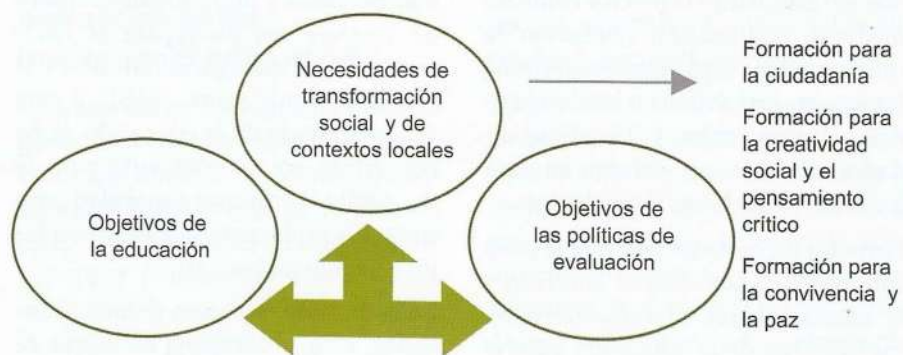 Necesidades de
transformación
social y de
contextos locales
Objetivos de
la educación
Objetivos de
las políticas de
evaluación
Formación para
la ciudadanía
Formación para
la creatividad
social y el
pensamiento
crítico
Formación para
la convivencia y
la paz